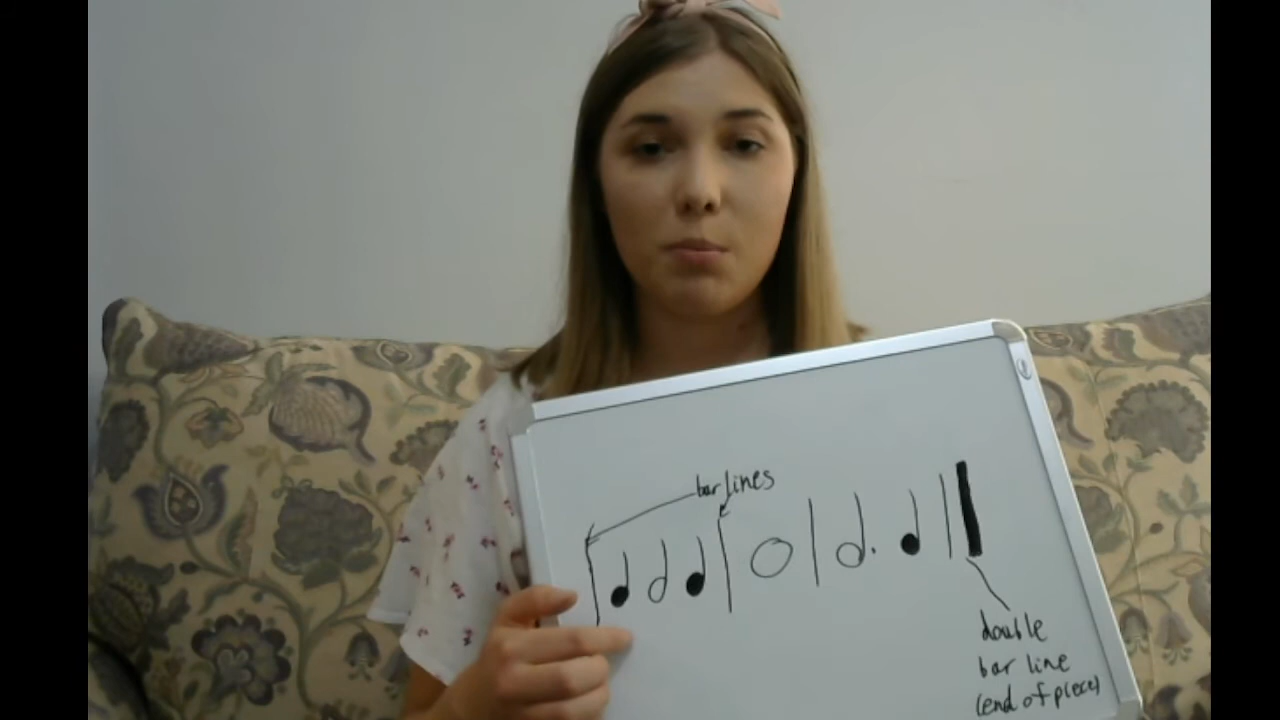 bar lines
double
bar line
(end of piece)